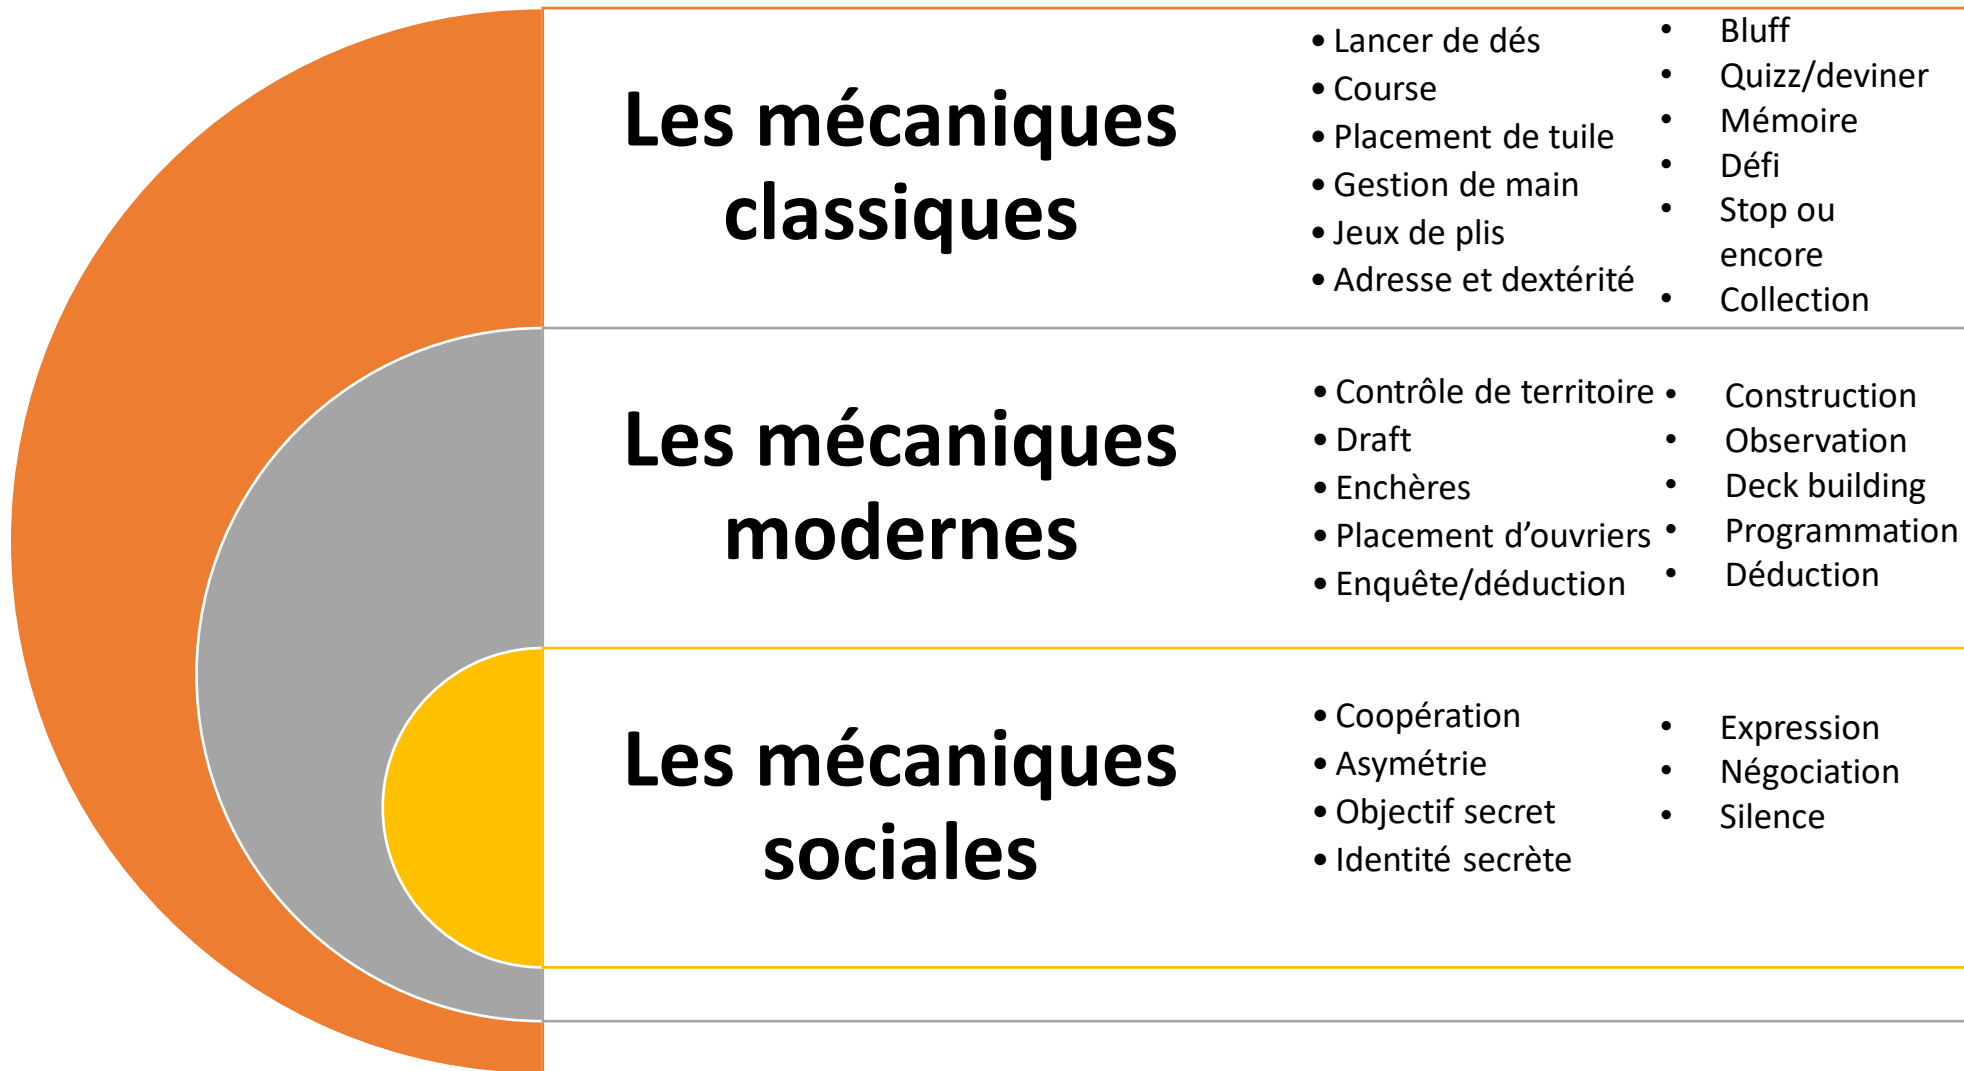 Les mécaniques
classiques
• Lancer de dés
• Course
• Placement de tuile
• Gestion de main
• Jeux de plis
• Adresse et dextérité
• Bluff
• Quizz/deviner
• Mémoire
• Défi
• Stop ou
encore
• Collection
Les mécaniques
modernes
• Contrôle de territoire
• Draft
• Enchères
• Placement d’ouvriers
• Enquête/déduction
• Construction
• Observation
• Deck building
• Programmation
• Déduction
Les mécaniques
sociales
• Coopération
• Asymétrie
• Objectif secret
• Identité secrète
• Expression
• Négociation
• Silence